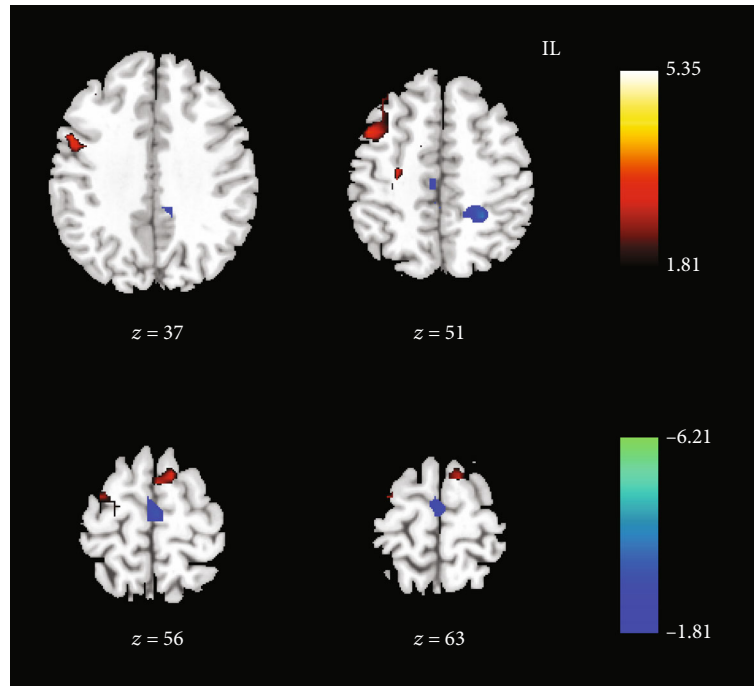 IL
5.35
1.81
z = 37
z = 51
–6.21
–1.81
z = 56
z = 63